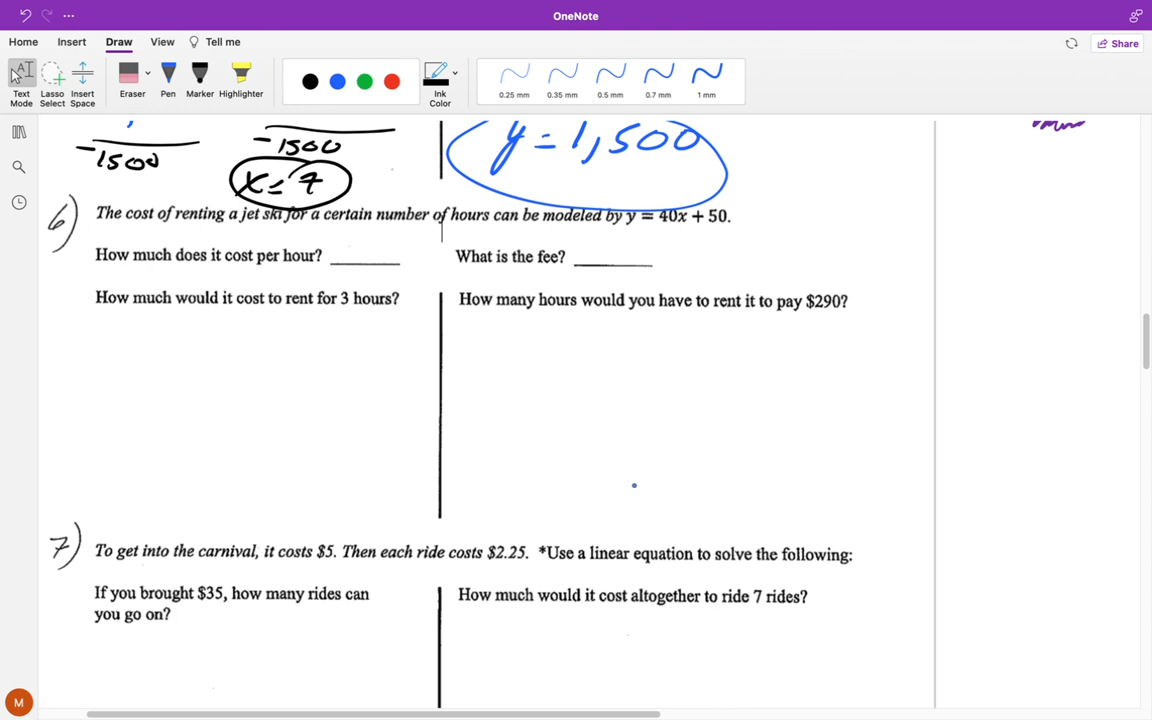 OneNote
Home Insert Draw View Tell me
Share
Text Mode
Lasso Select
Insert Space
Eraser
Pen
Marker
Highlighter
Ink Color
0.25 mm 0.35 mm 0.5 mm 0.7 mm 1 mm
-1500
-1500
x = 7
y = 1,500
6) The cost of renting a jet ski for a certain number of hours can be modeled by y = 40x + 50.
How much does it cost per hour? ________ What is the fee? ________
How much would it cost to rent for 3 hours?
How many hours would you have to rent it to pay $290?
7) To get into the carnival, it costs $5. Then each ride costs $2.25. *Use a linear equation to solve the following:
If you brought $35, how many rides can
you go on?
How much would it cost altogether to ride 7 rides?
M